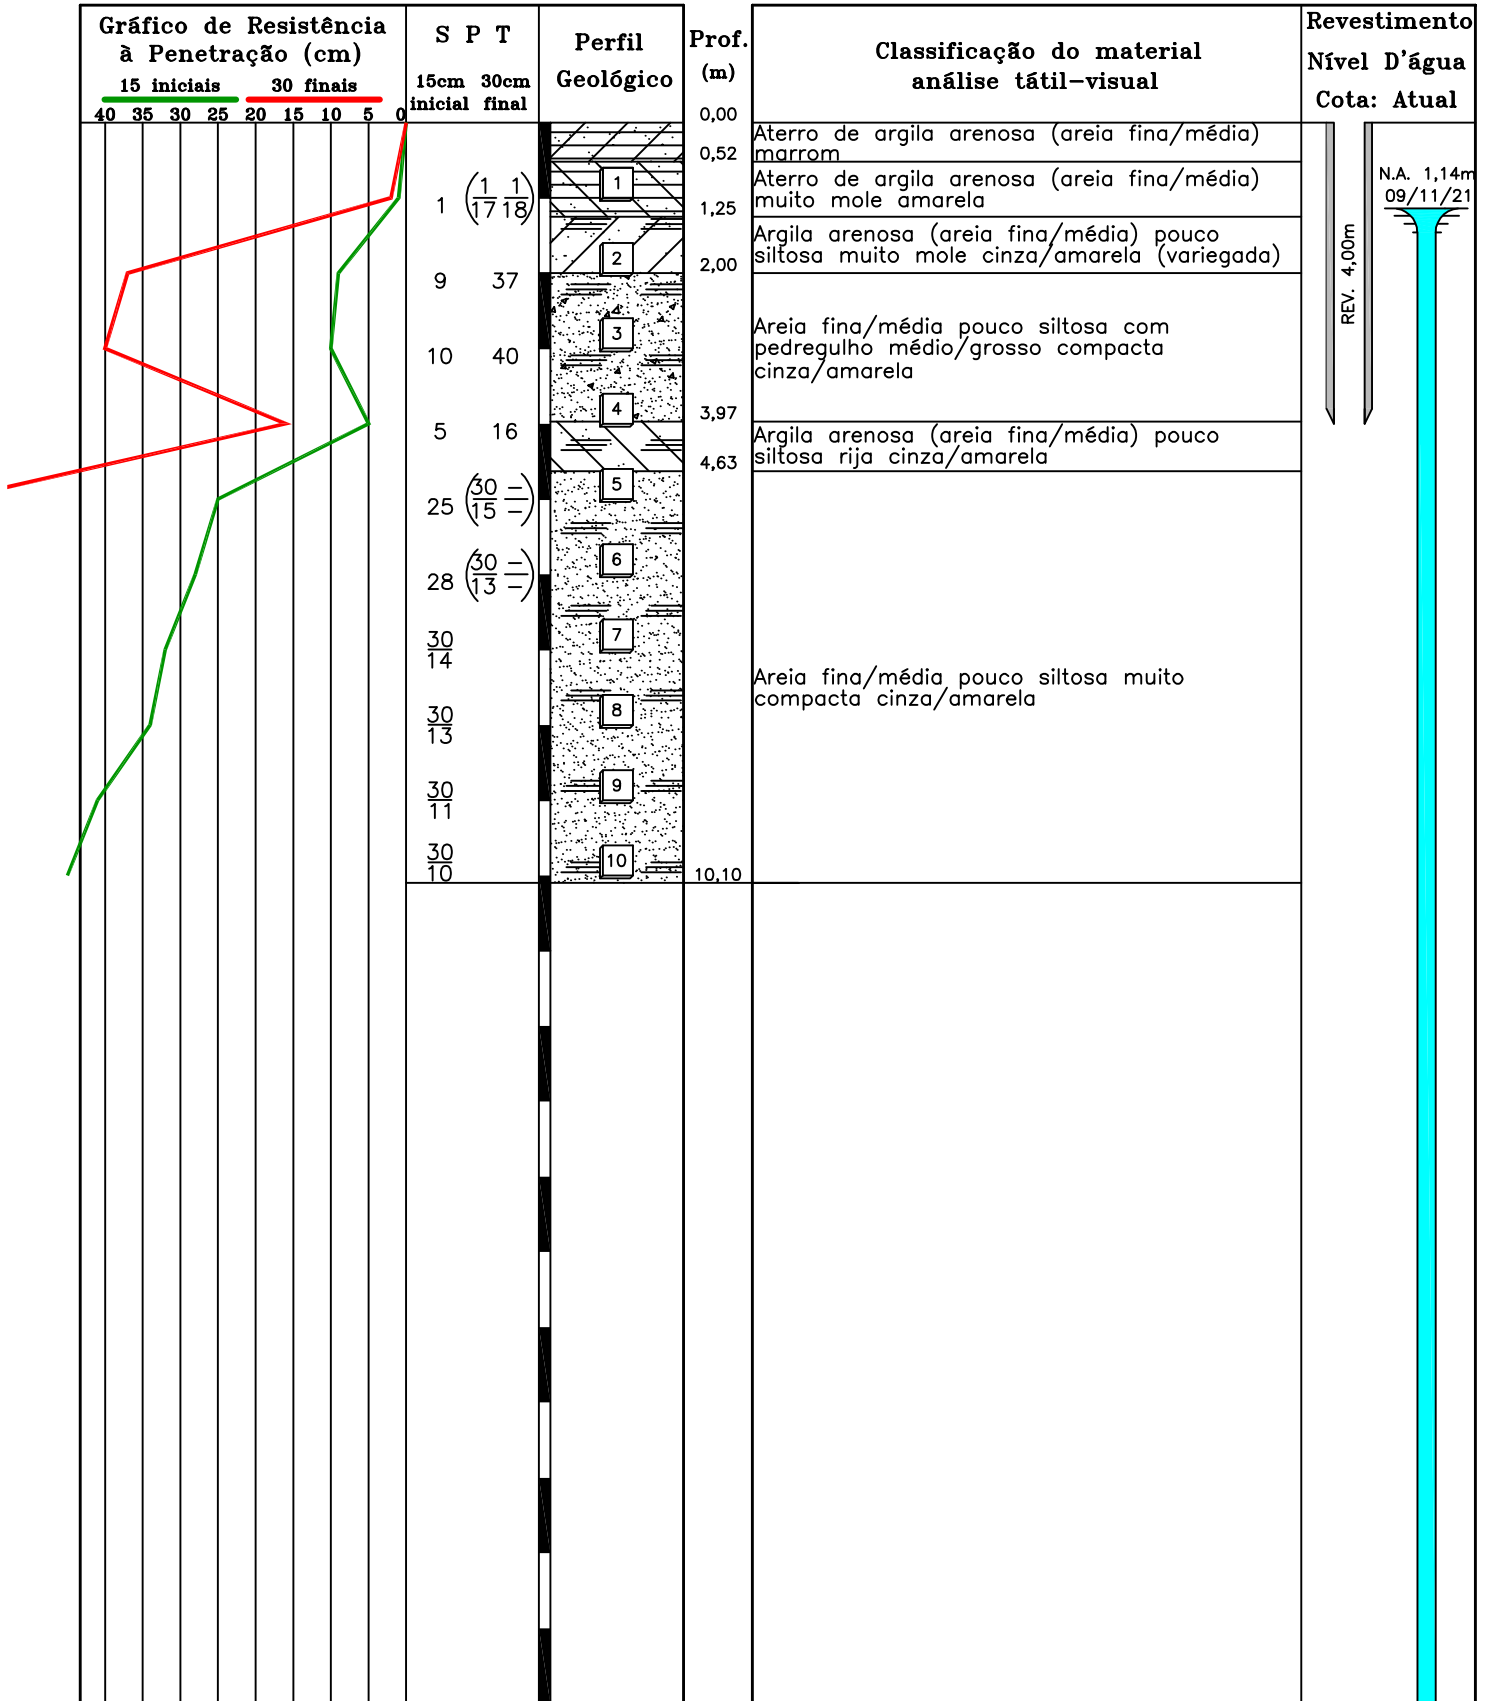 Gráfico de Resistência
à Penetração (cm)
15 iniciais 30 finais
40 35 30 25 20 15 10 5 0
S P T
15cm 30cm
inicial final
Perfil
Geológico
Prof.
(m)
Classificação do material
análise tátil-visual
Revestimento
Nível D'água
Cota: Atual
0,00
Aterro de argila arenosa (areia fina/média)
marrom
0,52
1 (1/17 1/18)
1
Aterro de argila arenosa (areia fina/média)
muito mole amarela
1,25
N.A. 1,14m
09/11/21
REV. 4,00m
Argila arenosa (areia fina/média) pouco
siltosa muito mole cinza/amarela (variegada)
2
2,00
9 37
3
Areia fina/média pouco siltosa com
pedregulho médio/grosso compacta
cinza/amarela
10 40
4
3,97
5 16
Argila arenosa (areia fina/média) pouco
siltosa rija cinza/amarela
4,63
5
25 (30/15 –/–)
6
28 (30/13 –/–)
7
30/14
Areia fina/média pouco siltosa muito
compacta cinza/amarela
8
30/13
9
30/11
10
30/10
10,10